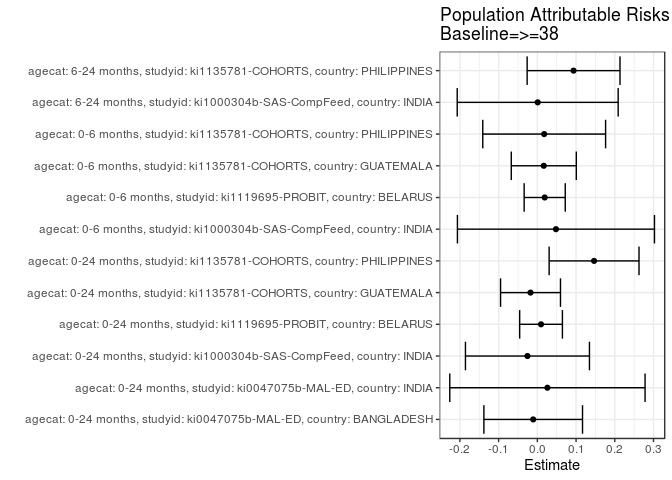 Population Attributable Risks
Baseline=>=38
agecat: 6-24 months, studyid: ki1135781-COHORTS, country: PHILIPPINES
agecat: 6-24 months, studyid: ki1000304b-SAS-CompFeed, country: INDIA
agecat: 0-6 months, studyid: ki1135781-COHORTS, country: PHILIPPINES
agecat: 0-6 months, studyid: ki1135781-COHORTS, country: GUATEMALA
agecat: 0-6 months, studyid: ki1119695-PROBIT, country: BELARUS
agecat: 0-6 months, studyid: ki1000304b-SAS-CompFeed, country: INDIA
agecat: 0-24 months, studyid: ki1135781-COHORTS, country: PHILIPPINES
agecat: 0-24 months, studyid: ki1135781-COHORTS, country: GUATEMALA
agecat: 0-24 months, studyid: ki1119695-PROBIT, country: BELARUS
agecat: 0-24 months, studyid: ki1000304b-SAS-CompFeed, country: INDIA
agecat: 0-24 months, studyid: ki0047075b-MAL-ED, country: INDIA
agecat: 0-24 months, studyid: ki0047075b-MAL-ED, country: BANGLADESH
-0.2 -0.1 0.0 0.1 0.2 0.3
Estimate